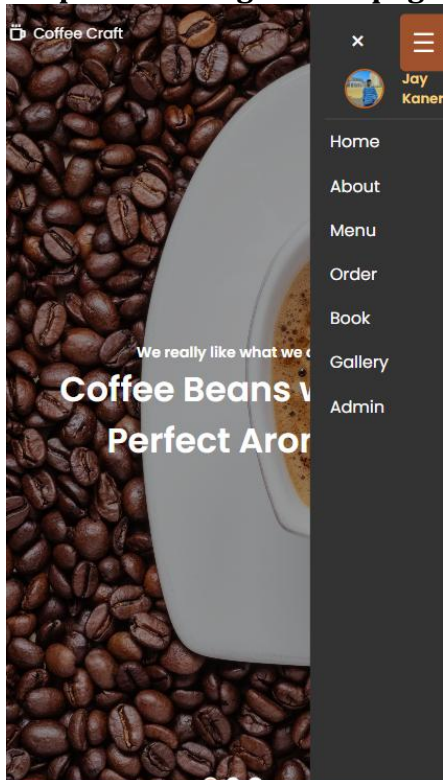 Coffee Craft
×
Jay
Kaner
Home
About
Menu
Order
Book
Gallery
Admin
We really like what we
Coffee Beans
Perfect Aro